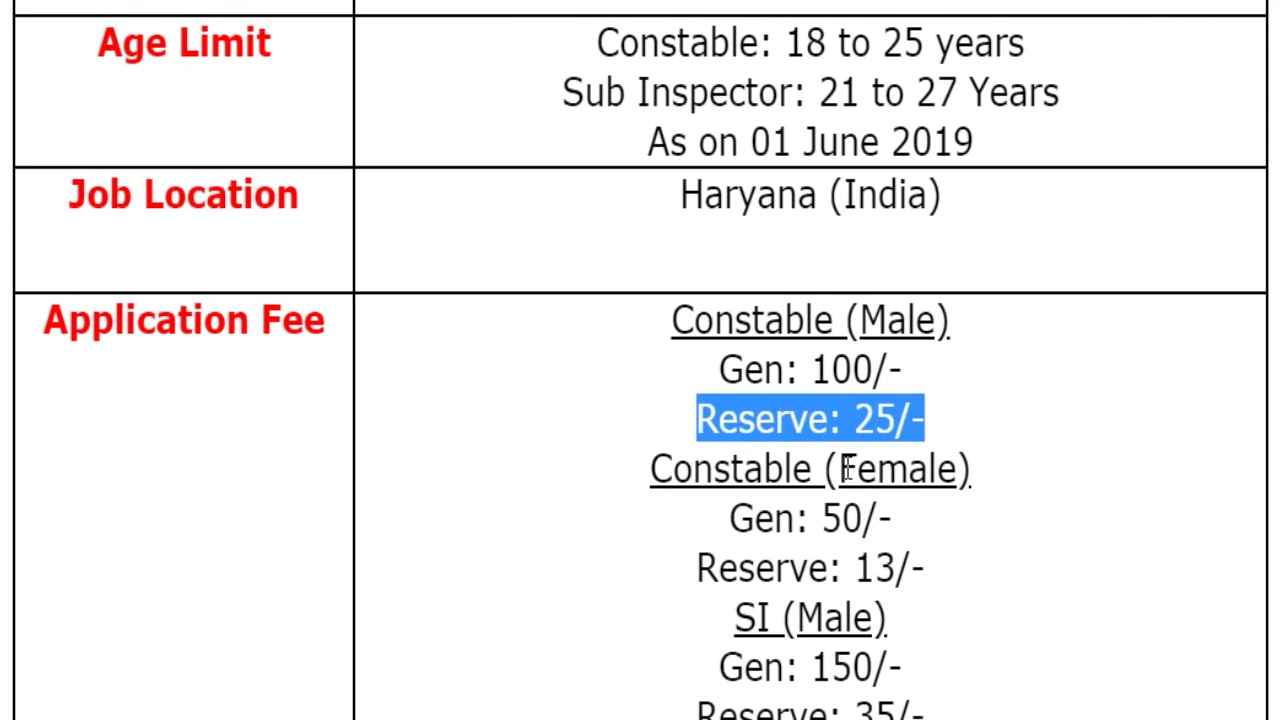 Age Limit
Constable: 18 to 25 years
Sub Inspector: 21 to 27 Years
As on 01 June 2019
Job Location
Haryana (India)
Application Fee
Constable (Male)
Gen: 100/-
Reserve: 25/-
Constable (Female)
Gen: 50/-
Reserve: 13/-
SI (Male)
Gen: 150/-
Reserve: 35/-